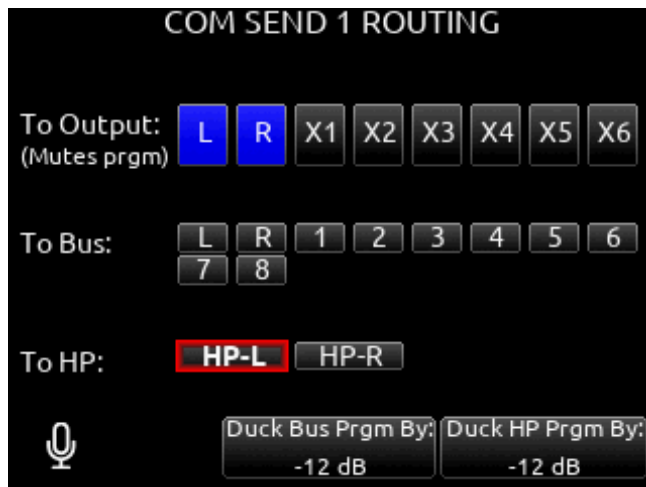 COM SEND 1 ROUTING
To Output: L R X1 X2 X3 X4 X5 X6
(Mutes prgm)
To Bus: L R 1 2 3 4 5 6
7 8
To HP: HP-L HP-R
Duck Bus Prgm By: Duck HP Prgm By:
-12 dB -12 dB